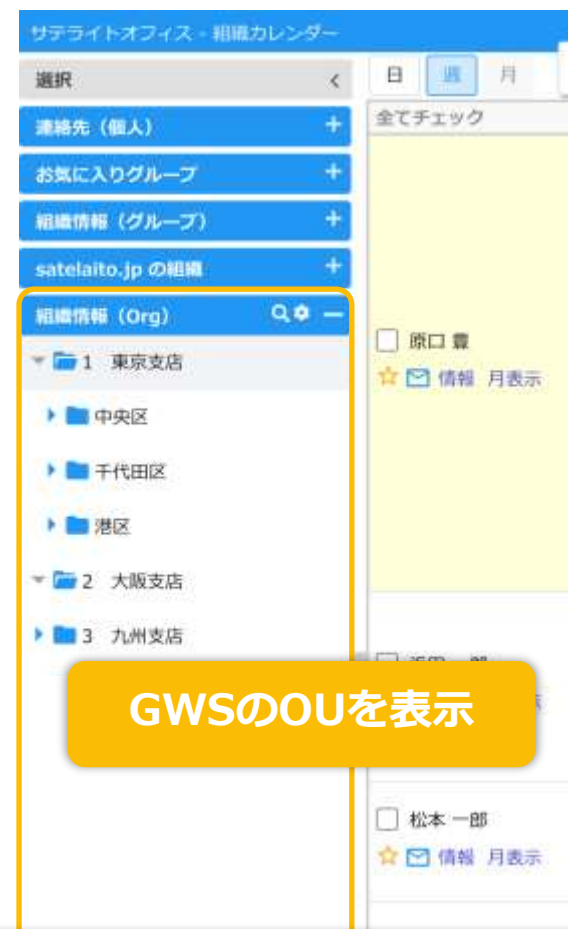 サテライトオフィス・組織カレンダー
選択
日 週 月
連絡先（個人）
全てチェック
お気に入りグループ
組織情報（グループ）
satelaito.jp の組織
組織情報（Org）
原口 豊
1 東京支店
情報 月表示
中央区
千代田区
港区
2 大阪支店
3 九州支店
GWSのOUを表示
松本 一郎
情報 月表示